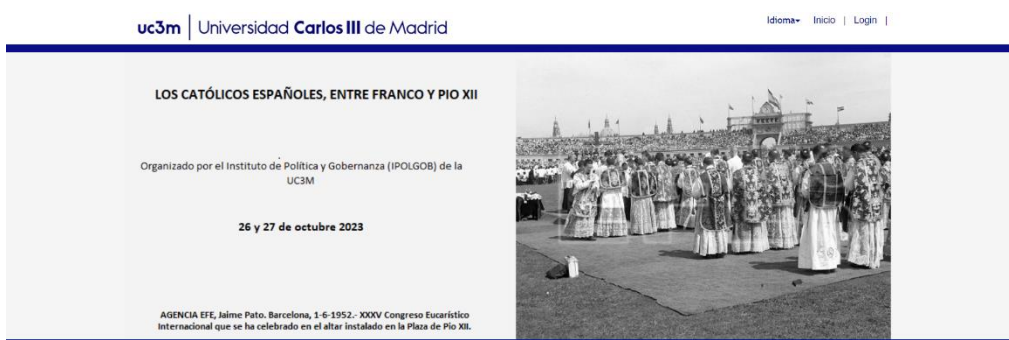 uc3m | Universidad Carlos III de Madrid
Idioma Inicio | Login |
LOS CATÓLICOS ESPAÑOLES, ENTRE FRANCO Y PIO XII
Organizado por el Instituto de Política y Gobernanza (IPOLGOB) de la
UC3M
26 y 27 de octubre 2023
AGENCIA EFE, Jaime Pato. Barcelona, 1-6-1952.- XXXV Congreso Eucarístico
Internacional que se ha celebrado en el altar instalado en la Plaza de Pío XII.